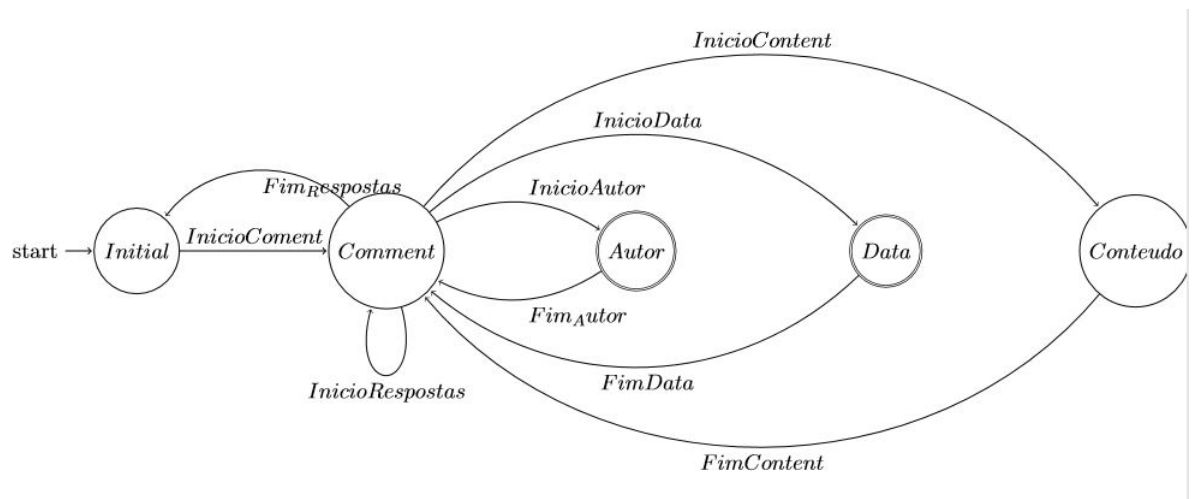 InicioContent
InicioData
InicioAutor
Fim_Respostas
InicioComent
start
Initial
Comment
Autor
Data
Conteudo
Fim_Autor
FimData
InicioRespostas
FimContent